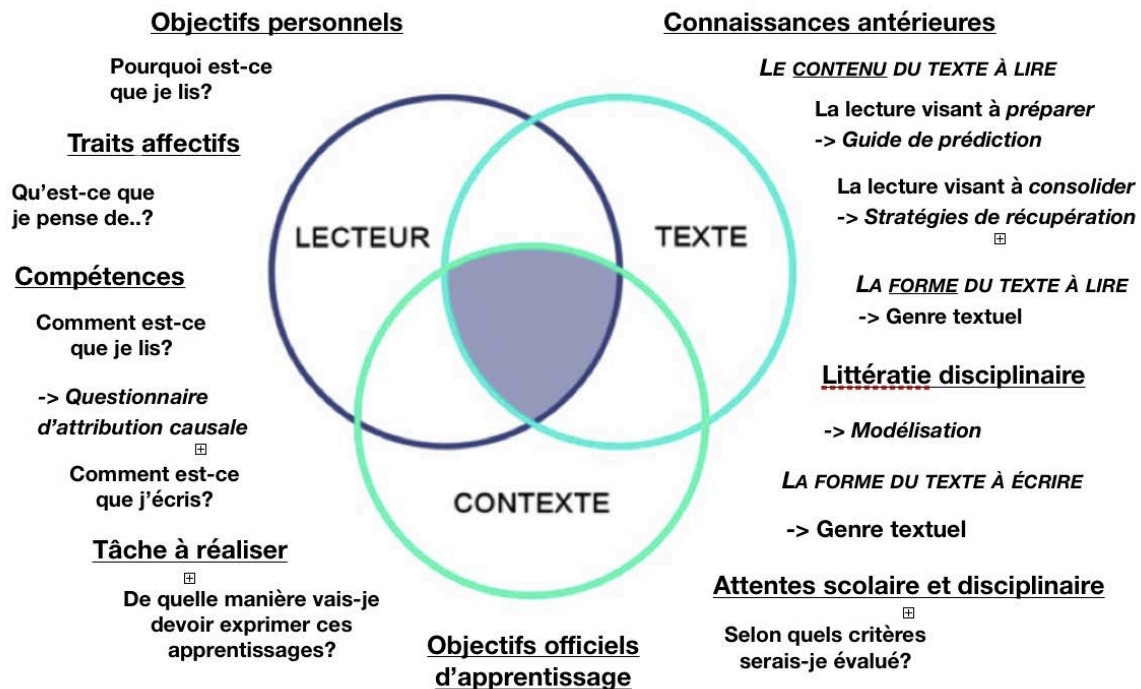 Objectifs personnels
Pourquoi est-ce
que je lis?
Traits affectifs
Qu'est-ce que
je pense de..?
Compétences
Comment est-ce
que je lis?
-> Questionnaire
d'attribution causale
Comment est-ce
que j'écris?
Tâche à réaliser
De quelle manière vais-je
devoir exprimer ces
apprentissages?
LECTEUR
TEXTE
CONTEXTE
Objectifs officiels
d'apprentissage
Connaissances antérieures
LE CONTENU DU TEXTE À LIRE
La lecture visant à préparer
-> Guide de prédiction
La lecture visant à consolider
-> Stratégies de récupération
LA FORME DU TEXTE À LIRE
-> Genre textuel
Littératie disciplinaire
-> Modélisation
LA FORME DU TEXTE À ÉCRIRE
-> Genre textuel
Attentes scolaire et disciplinaire
Selon quels critères
serais-je évalué?